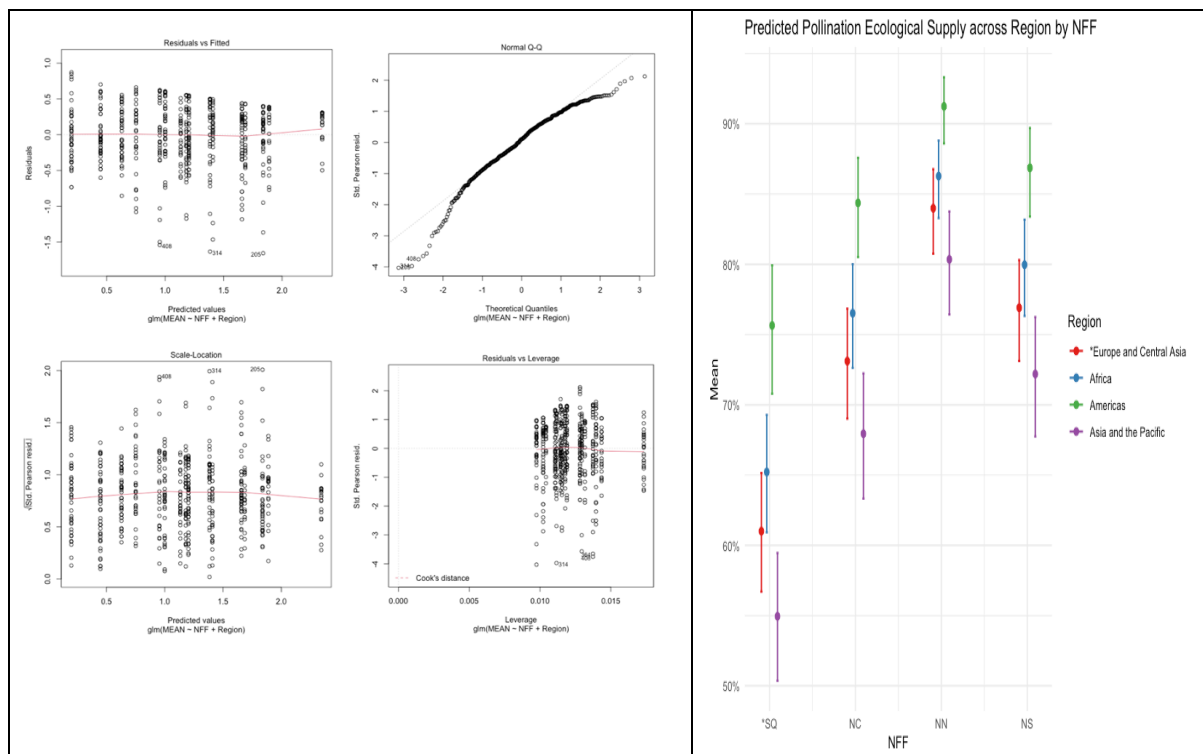 Residuals vs Fitted
1.0
0.5
0.0
-0.5
-1.0
-1.5
Residuals
408
314
205
0.5
1.0
1.5
2.0
Predicted values
glm(MEAN ~ NFF + Region)
Normal Q-Q
2
1
0
-1
-2
-3
-4
Std. Pearson resid.
408
-3
-2
-1
0
1
2
3
Theoretical Quantiles
glm(MEAN ~ NFF + Region)
Scale-Location
2.0
1.5
1.0
0.5
0.0
√|Std. Pearson resid.|
408
314
205
0.5
1.0
1.5
2.0
Predicted values
glm(MEAN ~ NFF + Region)
Residuals vs Leverage
2
1
0
-1
-2
-3
-4
Std. Pearson resid.
314
Cook's distance
0.000
0.005
0.010
0.015
Leverage
glm(MEAN ~ NFF + Region)
Predicted Pollination Ecological Supply across Region by NFF
90%
80%
70%
60%
50%
Mean
*SQ
NC
NN
NS
NFF
Region
*Europe and Central Asia
Africa
Americas
Asia and the Pacific